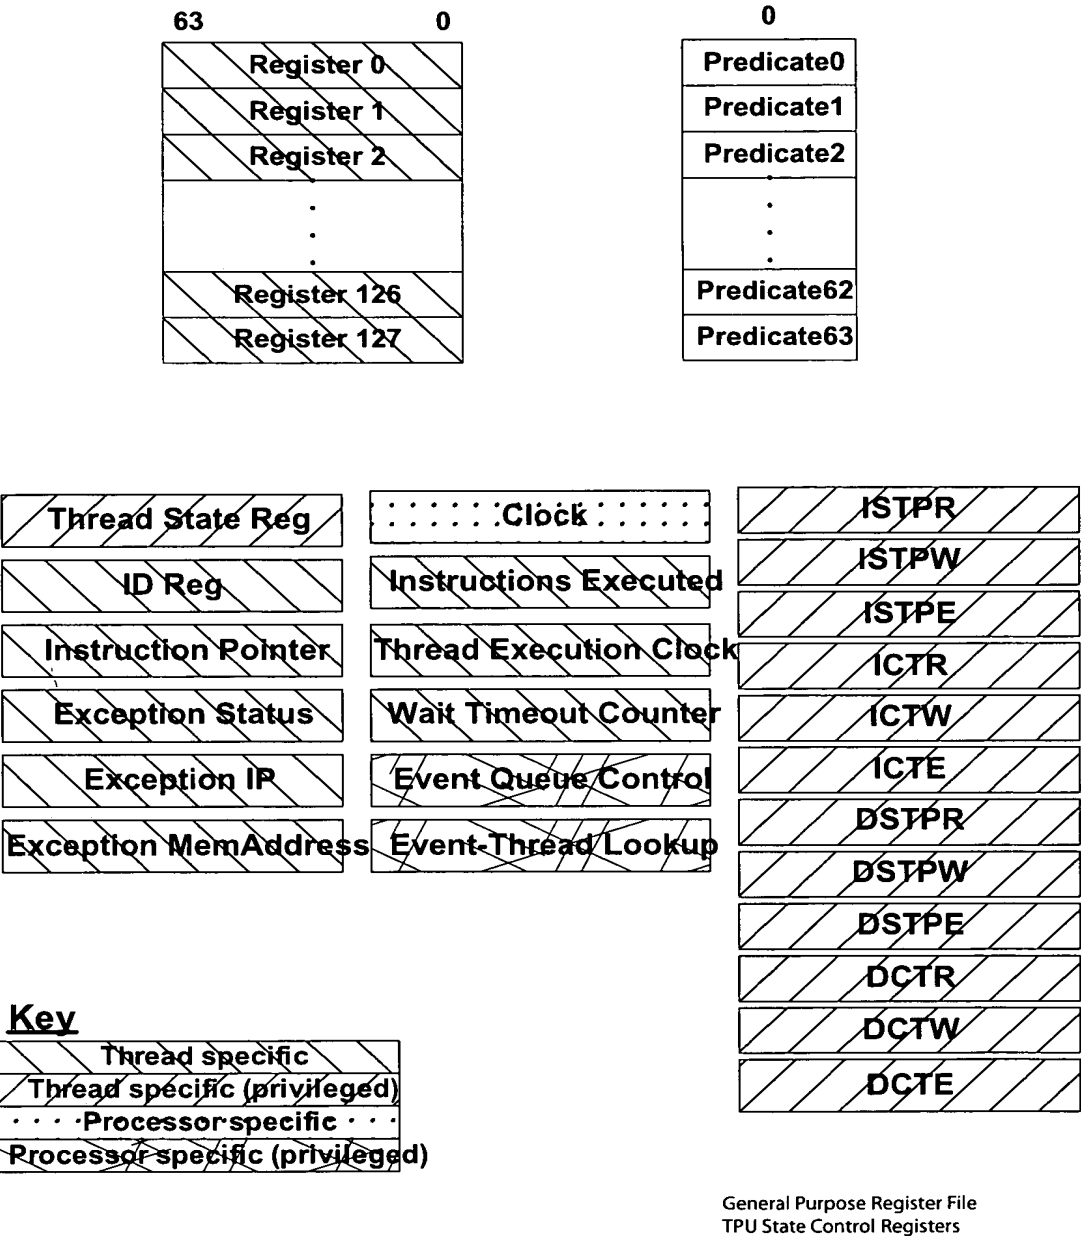 63 0
0
Register 0
Register 1
Register 2
Register 126
Register 127
Predicate0
Predicate1
Predicate2
Predicate62
Predicate63
Thread State Reg
ID Reg
Instruction Pointer
Exception Status
Exception IP
Exception MemAddress
Clock
Instructions Executed
Thread Execution Clock
Wait Timeout Counter
Event Queue Control
Event-Thread Lookup
ISTPR
ISTPW
ISTPE
ICTR
ICTW
ICTE
DSTPR
DSTPW
DSTPE
DCTR
DCTW
DCTE
Key
Thread specific
Thread specific (privileged)
Processor specific
Processor specific (privileged)
General Purpose Register File
TPU State Control Registers